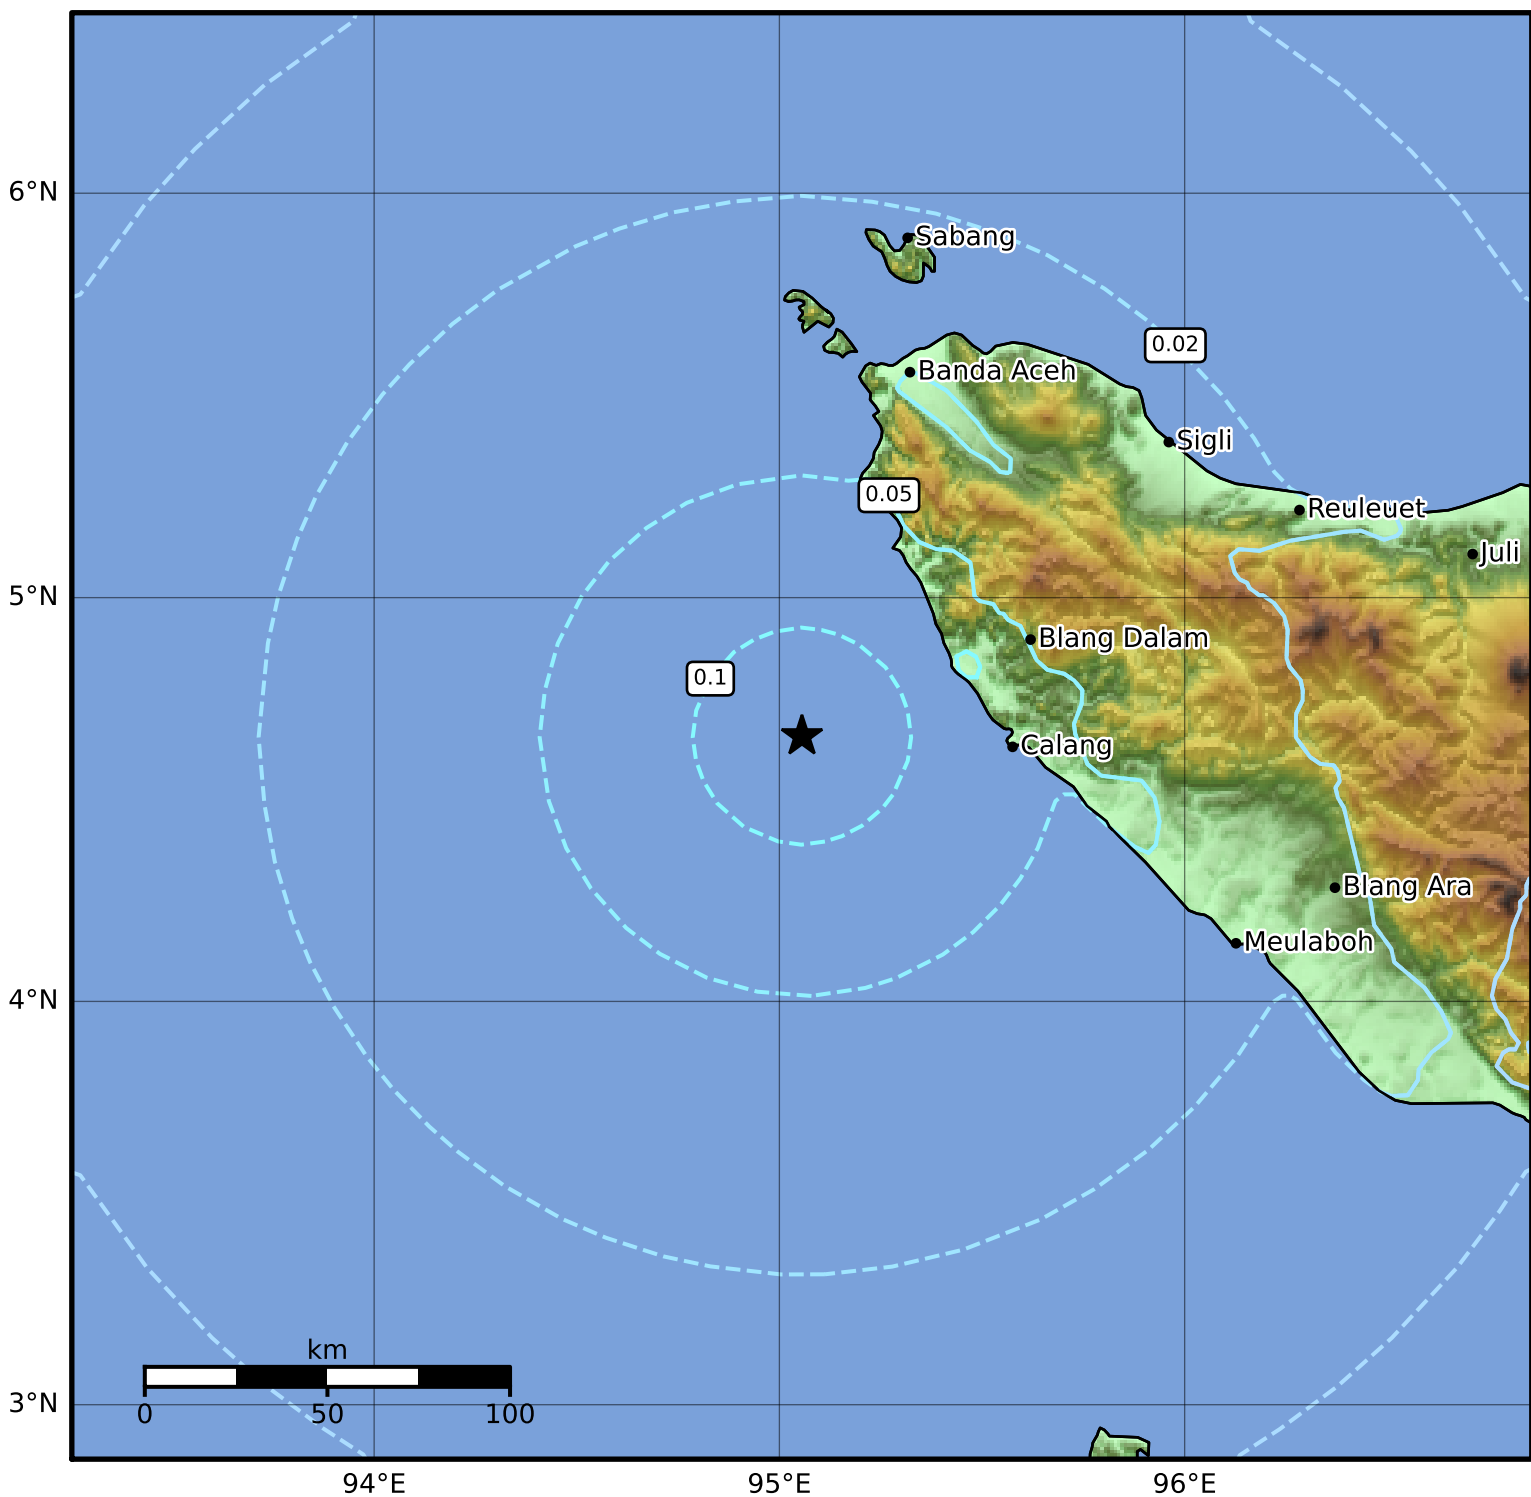 6°N
Sabang
0.02
Banda Aceh
Sigli
0.05
Reuleuet
Juli
5°N
Blang Dalam
0.1
Calang
Blang Ara
Meulaboh
4°N
km
0 50 100
3°N
94°E 95°E 96°E